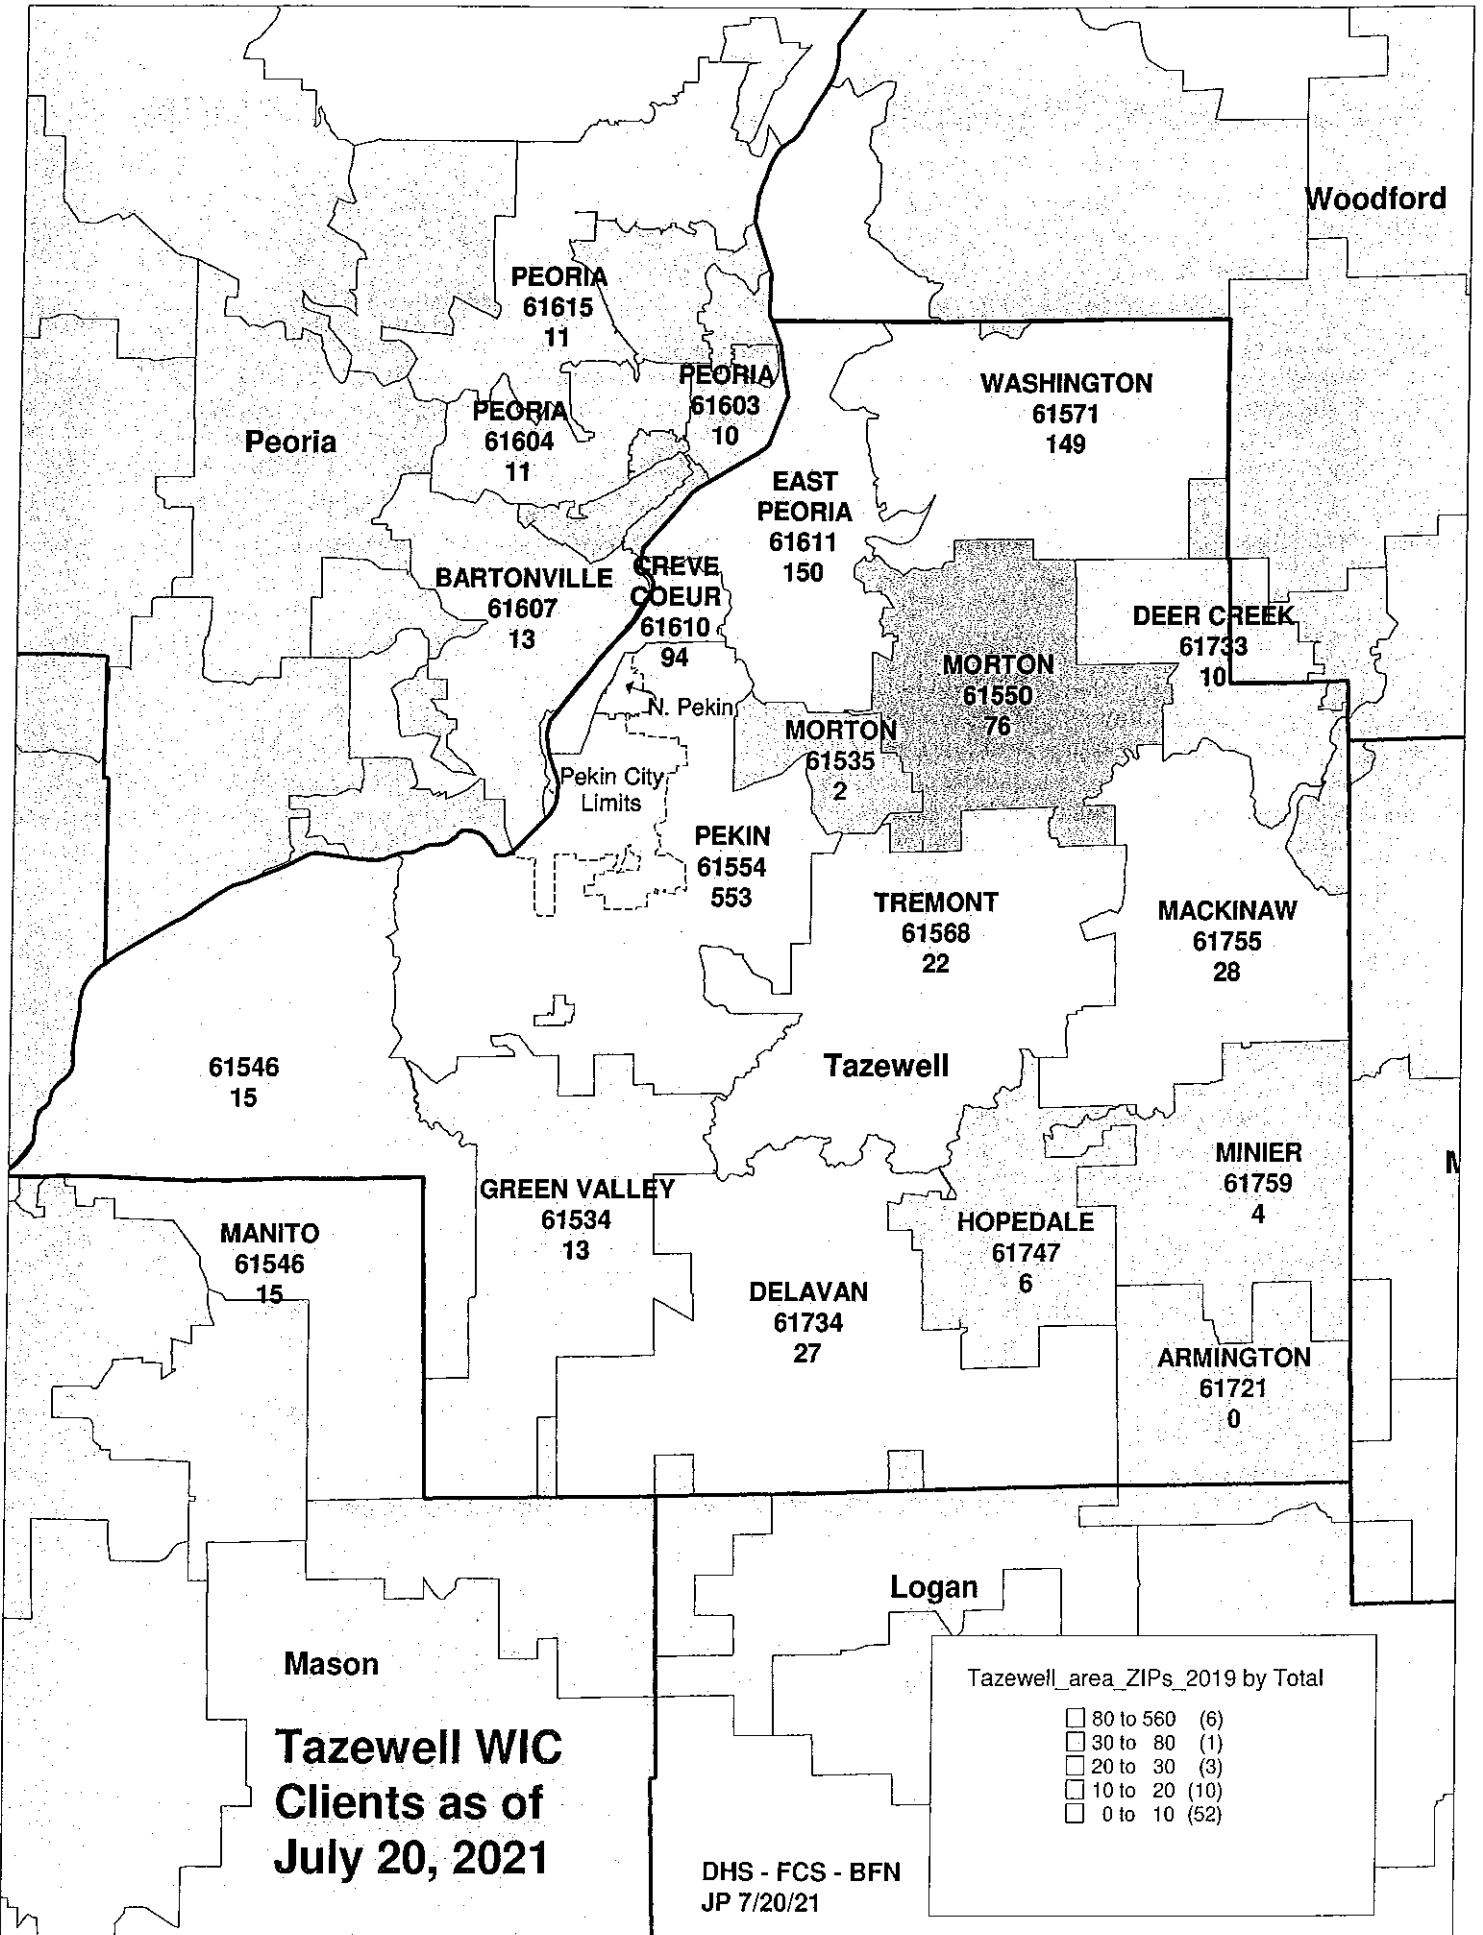 Woodford
PEORIA
61615
11
PEORIA
61603
10
WASHINGTON
61571
149
PEORIA
61604
11
Peoria
EAST
PEORIA
61611
150
BARTONVILLE
61607
13
CREVE
COEUR
61610
94
DEER CREEK
61733
10
MORTON
61550
76
N. Pekin
MORTON
61535
2
Pekin City
Limits
PEKIN
61554
553
TREMONT
61568
22
MACKINAW
61755
28
61546
15
Tazewell
MINIER
61759
4
M
GREEN VALLEY
61534
13
MANITO
61546
15
HOPEDALE
61747
6
DELAVAN
61734
27
ARMINGTON
61721
0
Logan
Mason
Tazewell_area_ZIPs_2019 by Total
80 to 560 (6)
30 to 80 (1)
20 to 30 (3)
10 to 20 (10)
0 to 10 (52)
Tazewell WIC
Clients as of
July 20, 2021
DHS - FCS - BFN
JP 7/20/21